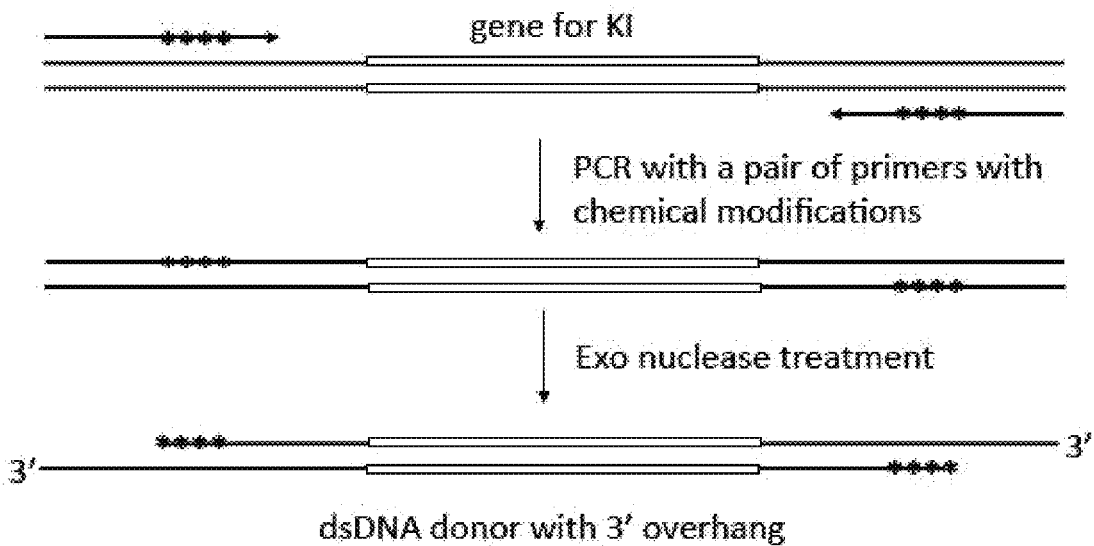 gene for KI
PCR with a pair of primers with
chemical modifications
Exo nuclease treatment
3'
3'
dsDNA donor with 3' overhang